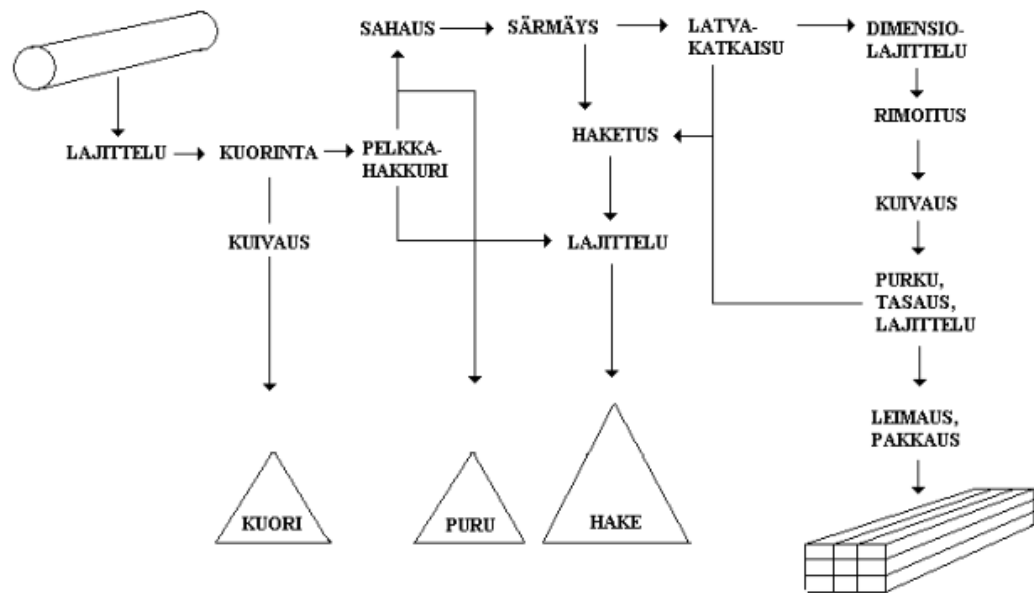 SAHAUS
SÄRMÄYS
LATVA-
KATKAISU
DIMENSIO-
LAJITTELU
LAJITTELU
KUORINTA
PELKKA-
HAKKURI
HAKETUS
RIMOITUS
KUIVAUS
LAJITTELU
KUIVAUS
PURKU,
TASAUS,
LAJITTELU
LEIMAUS,
PAKKAUS
KUORI
PURU
HAKE